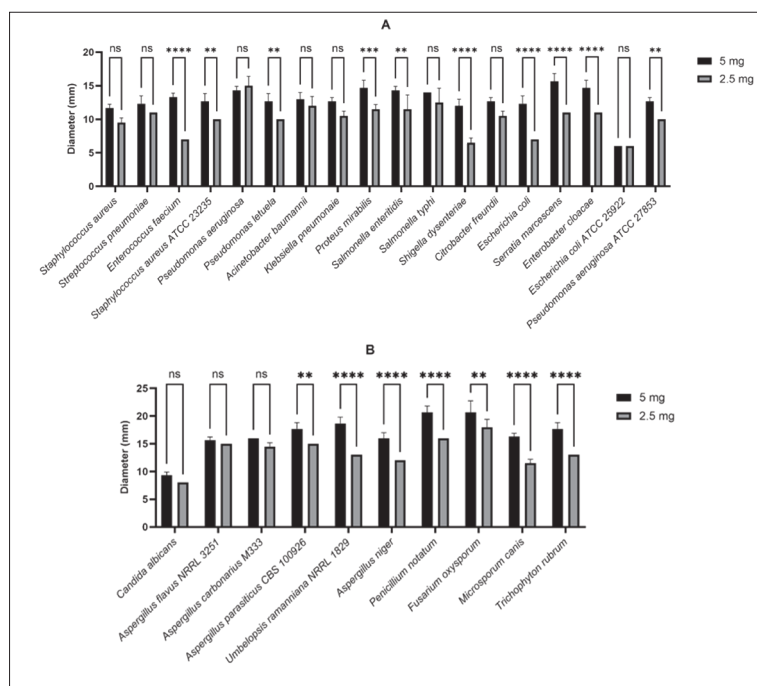 A
ns ns **** ** ns ** ns ns *** ** ns **** ns **** **** **** ns **
20
15
10
5
0
Diameter (mm)
5 mg
2.5 mg
Staphylococcus aureus
Streptococcus pneumoniae
Enterococcus faecium
Staphylococcus aureus ATCC 23235
Pseudomonas aeruginosa
Pseudomonas letuela
Acinetobacter baumannii
Klebsiella pneumonaie
Proteus mirabilis
Salmonella enteritidis
Salmonella typhi
Shigella dysenteriae
Citrobacter freundii
Escherichia coli
Serratia marcescens
Enterobacter cloacae
Escherichia coli ATCC 25922
Pseudomonas aeruginosa ATCC 27853
B
ns ns ns ** **** **** **** ** **** ****
25
20
15
10
5
0
Diameter (mm)
5 mg
2.5 mg
Candida albicans
Aspergillus flavus NRRL 3251
Aspergillus carbonarius M333
Aspergillus parasiticus CBS 100926
Umbelopsis ramanniana NRRL 1829
Aspergillus niger
Penicillium notatum
Fusarium oxysporum
Microsporum canis
Trichophyton rubrum